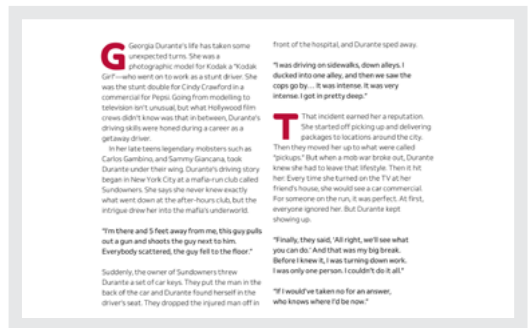 Georgia Durante's life has taken some
unexpected turns. She was a
photographic model for Kodak a "Kodak
Girl"—who went on to work as a stunt driver. She
was the stunt double for Cindy Crawford in a
commercial for Pepsi. Going from modelling to
television isn't unusual, but what Hollywood film
crews didn't know was that in between, Durante's
driving skills were honed during a career as a
getaway driver.
In her late teens legendary mobsters such as
Carlos Gambino, and Sammy Giancana, took
Durante under their wing. Durante's driving story
began in New York City at a mafia-run club called
Sundowners. She says she never knew exactly
what went down at the after-hours club, but the
intrigue drew her into the mafia's underworld.
"I'm there and 5 feet away from me, this guy pulls
out a gun and shoots the guy next to him.
Everybody scattered, the guy fell to the floor."
Suddenly, the owner of Sundowners threw
Durante a set of car keys. They put the man in the
back of the car and Durante found herself in the
driver's seat. They dropped the injured man off in
front of the hospital, and Durante sped away.
"I was driving on sidewalks, down alleys. I
ducked into one alley, and then we saw the
cops go by... It was intense. It was very
intense. I got in pretty deep."
That incident earned her a reputation.
She started off picking up and delivering
packages to locations around the city.
Then they moved her up to what were called
"pickups." But when a mob war broke out, Durante
knew she had to leave that lifestyle. Then it hit
her: Every time she turned on the TV at her
friend's house, she would see a car commercial.
For someone on the run, it was perfect. At first,
everyone ignored her. But Durante kept
showing up.
"Finally, they said, 'All right, we'll see what
you can do.' And that was my big break.
Before I knew it, I was turning down work.
I was only one person. I couldn't do it all."
"If I would've taken no for an answer,
who knows where I'd be now."